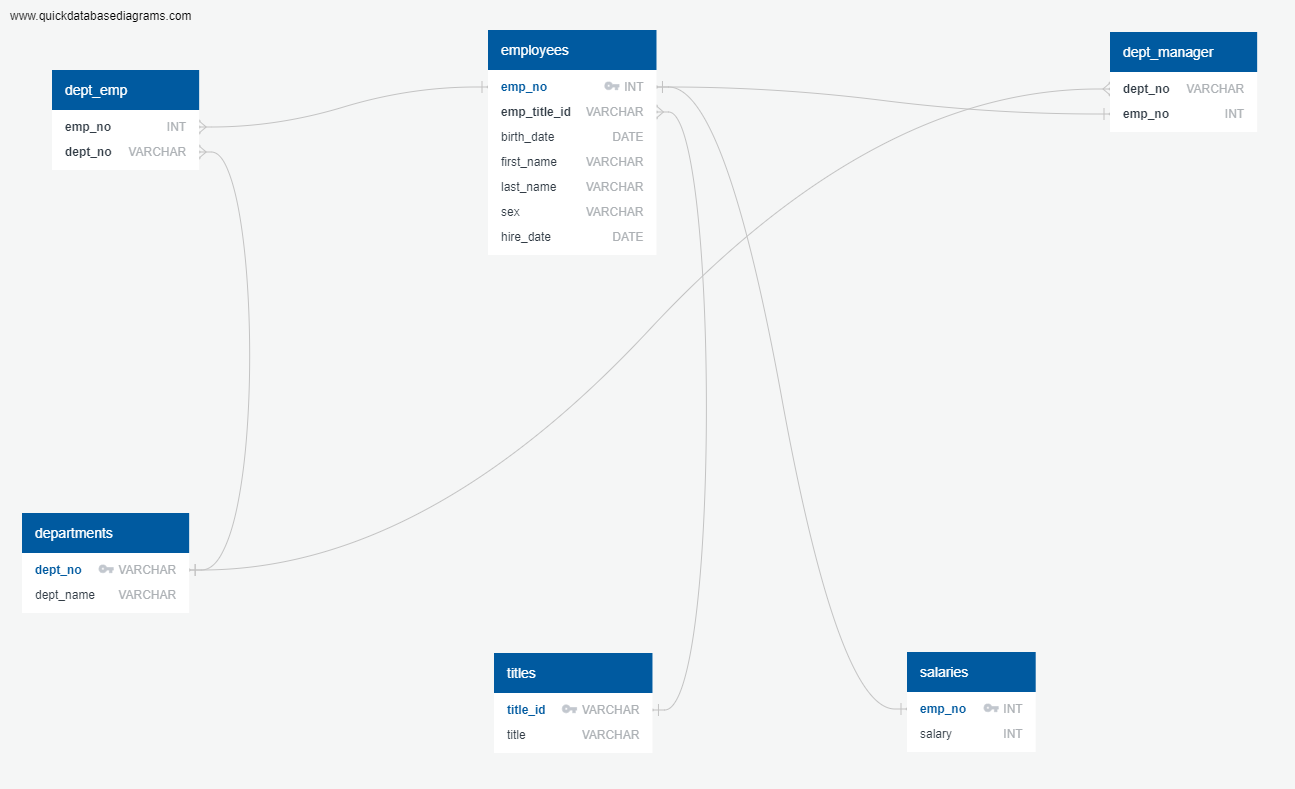 www.quickdatabasediagrams.com
employees
emp_no INT
emp_title_id VARCHAR
birth_date DATE
first_name VARCHAR
last_name VARCHAR
sex VARCHAR
hire_date DATE
dept_manager
dept_no VARCHAR
emp_no INT
dept_emp
emp_no INT
dept_no VARCHAR
departments
dept_no VARCHAR
dept_name VARCHAR
titles
title_id VARCHAR
title VARCHAR
salaries
emp_no INT
salary INT